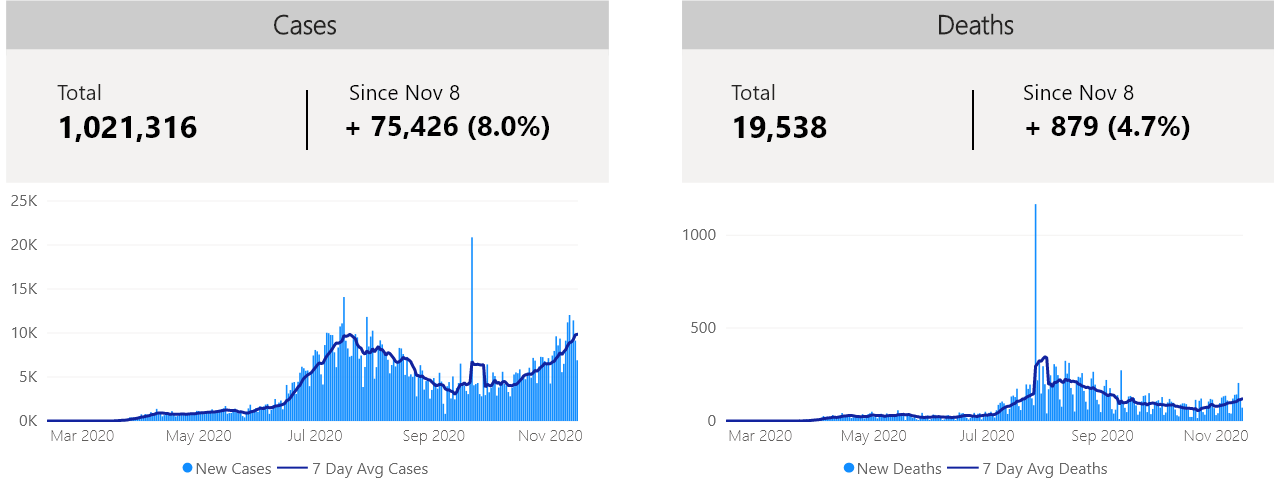 Cases
Total
Since Nov 8
1,021,316
+ 75,426 (8.0%)
25K
20K
15K
10K
5K
0K
Mar 2020 May 2020 Jul 2020 Sep 2020 Nov 2020
New Cases 7 Day Avg Cases
Deaths
Total
Since Nov 8
19,538
+ 879 (4.7%)
1000
500
0
Mar 2020 May 2020 Jul 2020 Sep 2020 Nov 2020
New Deaths 7 Day Avg Deaths